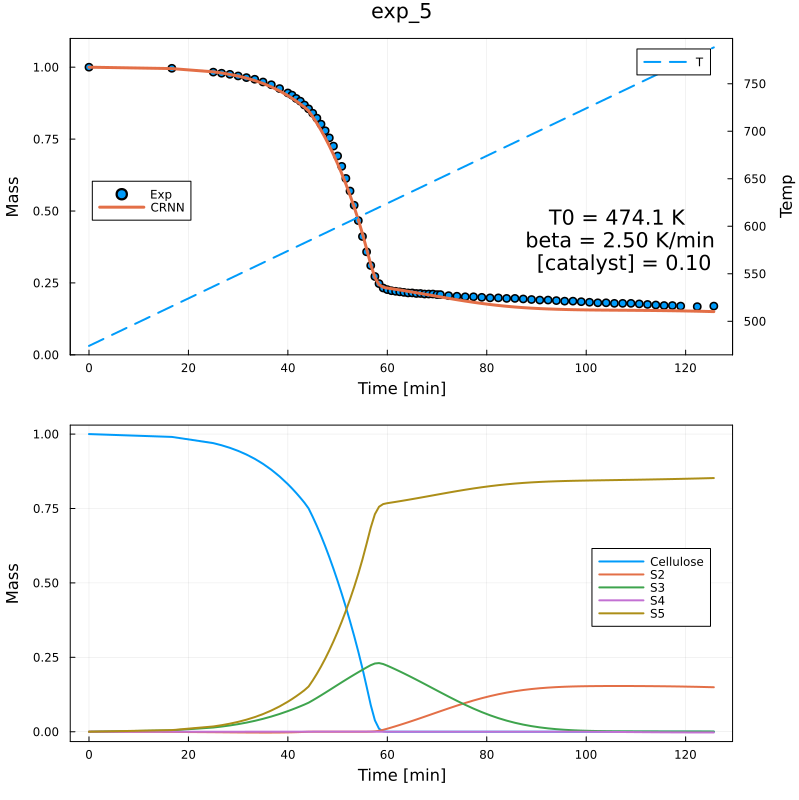 exp_5
T
1.00
0.75
0.50
0.25
0.00
Mass
750
700
650
600
550
500
Temp
Exp
CRNN
T0 = 474.1 K
beta = 2.50 K/min
[catalyst] = 0.10
0 20 40 60 80 100 120
Time [min]
1.00
0.75
0.50
0.25
0.00
Mass
Cellulose
S2
S3
S4
S5
0 20 40 60 80 100 120
Time [min]